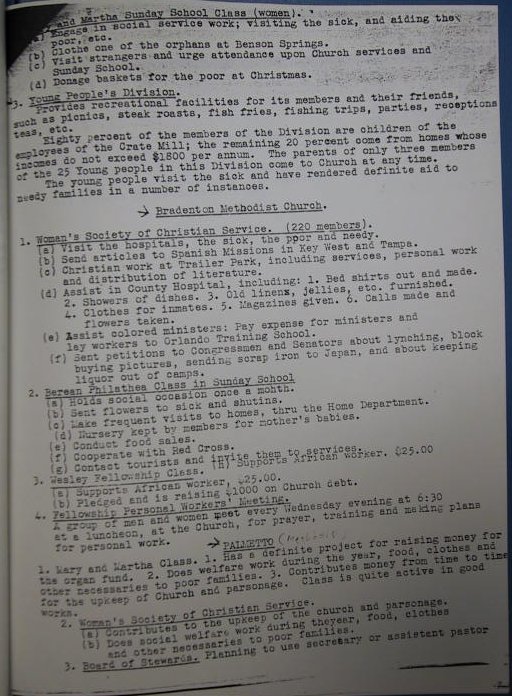 and Martha Sunday School Class (women).
(a) Engage in social service work; visiting the sick, and aiding the
poor, etc.
(b) Clothe one of the orphans at Benson Springs.
(c) Visit strangers and urge attendance upon Church services and
Sunday School.
(d) Donage baskets for the poor at Christmas.
3. Young People's Division.
Provides recreational facilities for its members and their friends,
such as picnics, steak roasts, fish fries, fishing trips, parties, receptions
teas, etc.
Eighty percent of the members of the Division are children of the
employees of the Crate Mill; the remaining 20 percent come from homes whose
incomes do not exceed $1800 per annum. The parents of only three members
of the 25 Young people in this Division come to Church at any time.
The young people visit the sick and have rendered definite aid to
needy families in a number of instances.
→ Bradenton Methodist Church.
1. Woman's Society of Christian Service. (220 members).
(a) Visit the hospitals, the sick, the ppor and needy.
(b) Send articles to Spanish Missions in Key West and Tampa.
(c) Christian work at Trailer Park, including services, personal work
and distribution of literature.
(d) Assist in County Hospital, including: 1. Bed shirts out and made.
2. Showers of dishes. 3. Old linens, jellies, etc. furnished.
4. Clothes for inmates. 5. Magazines given. 6. Calls made and
flowers taken.
(e) Assist colored ministers: Pay expense for ministers and
lay workers to Orlando Training School.
(f) Sent petitions to Congressmen and Senators about lynching, block
buying pictures, sending scrap iron to Japan, and about keeping
liquor out of camps.
2. Berean Philathea Class in Sunday School
(a) Holds social occasion once a month.
(b) Sent flowers to sick and shutins.
(c) Lake frequent visits to homes, thru the Home Department.
(d) Nursery kept by members for mother's babies.
(e) Conduct food sales.
(f) Cooperate with Red Cross.
(g) Contact tourists and invite them to services.
(h) Supports African worker. $25.00
3. Wesley Fellowship Class.
(a) Supports African worker, $25.00.
(b) Pledged and is raising $1000 on Church debt.
4. Fellowship Personal Workers' Meeting.
A group of men and women meet every Wednesday evening at 6:30
at a luncheon, at the Church, for prayer, training and making plans
for personal work.
→ PALMETTO
1. Mary and Martha Class. 1. Has a definite project for raising money for
the organ fund. 2. Does welfare work during the year, food, clothes and
other necessaries to poor families. 3. Contributes money from time to time
for the upkeep of Church and parsonage. Class is quite active in good
works.
2. Woman's Society of Christian Service.
(a) Contributes to the upkeep of the church and parsonage.
(b) Does social welfare work during theyear, food, clothes
and other necessaries to poor families.
3. Board of Stewards. Planning to use secretary or assistant pastor